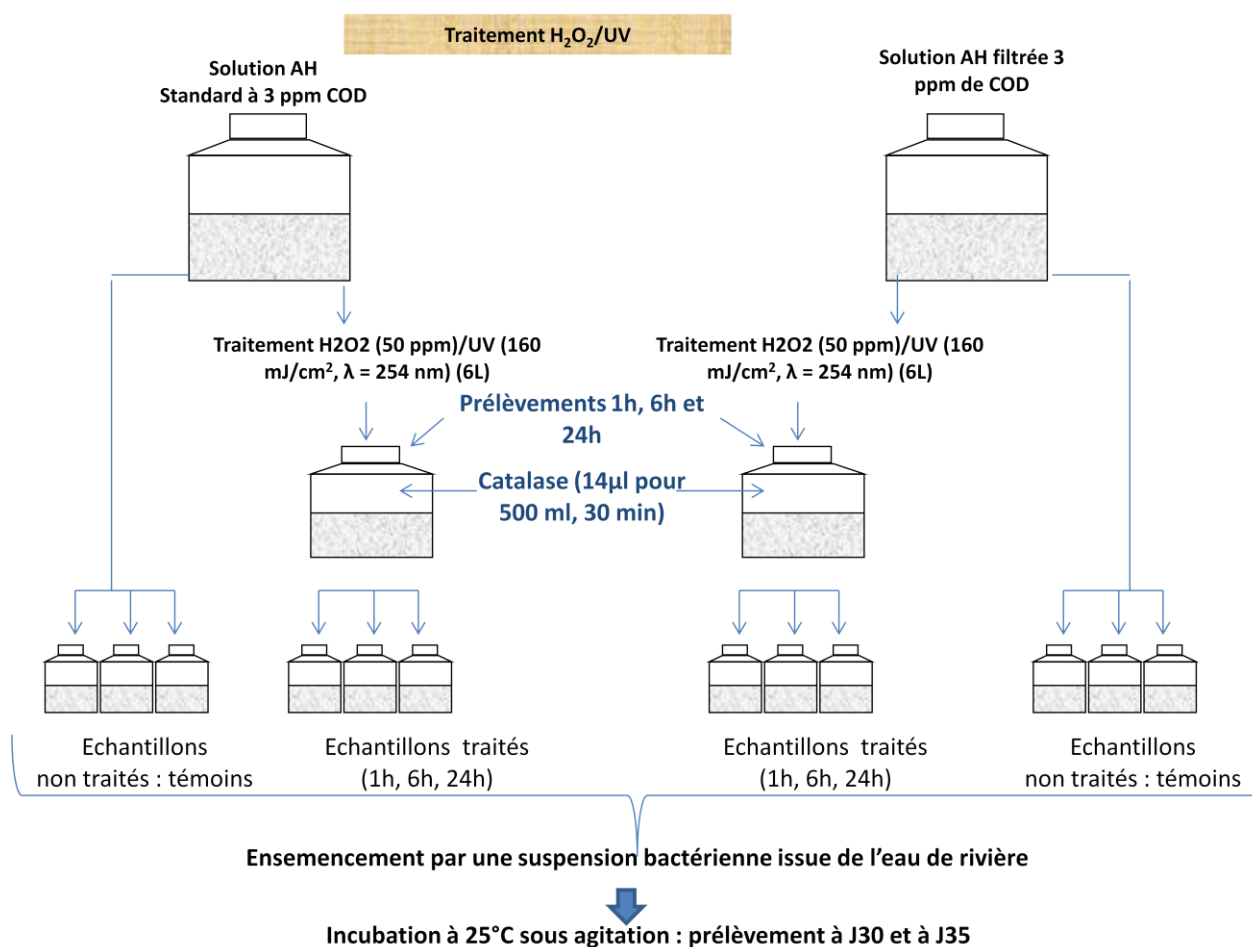 Traitement H₂O₂/UV
Solution AH
Standard à 3 ppm COD
Solution AH filtrée 3
ppm de COD
Traitement H2O2 (50 ppm)/UV (160
mJ/cm², λ = 254 nm) (6L)
Traitement H2O2 (50 ppm)/UV (160
mJ/cm², λ = 254 nm) (6L)
Prélèvements 1h, 6h et
24h
Catalase (14µl pour
500 ml, 30 min)
Echantillons
non traités : témoins
Echantillons traités
(1h, 6h, 24h)
Echantillons traités
(1h, 6h, 24h)
Echantillons
non traités : témoins
Ensemencement par une suspension bactérienne issue de l’eau de rivière
Incubation à 25°C sous agitation : prélèvement à J30 et à J35